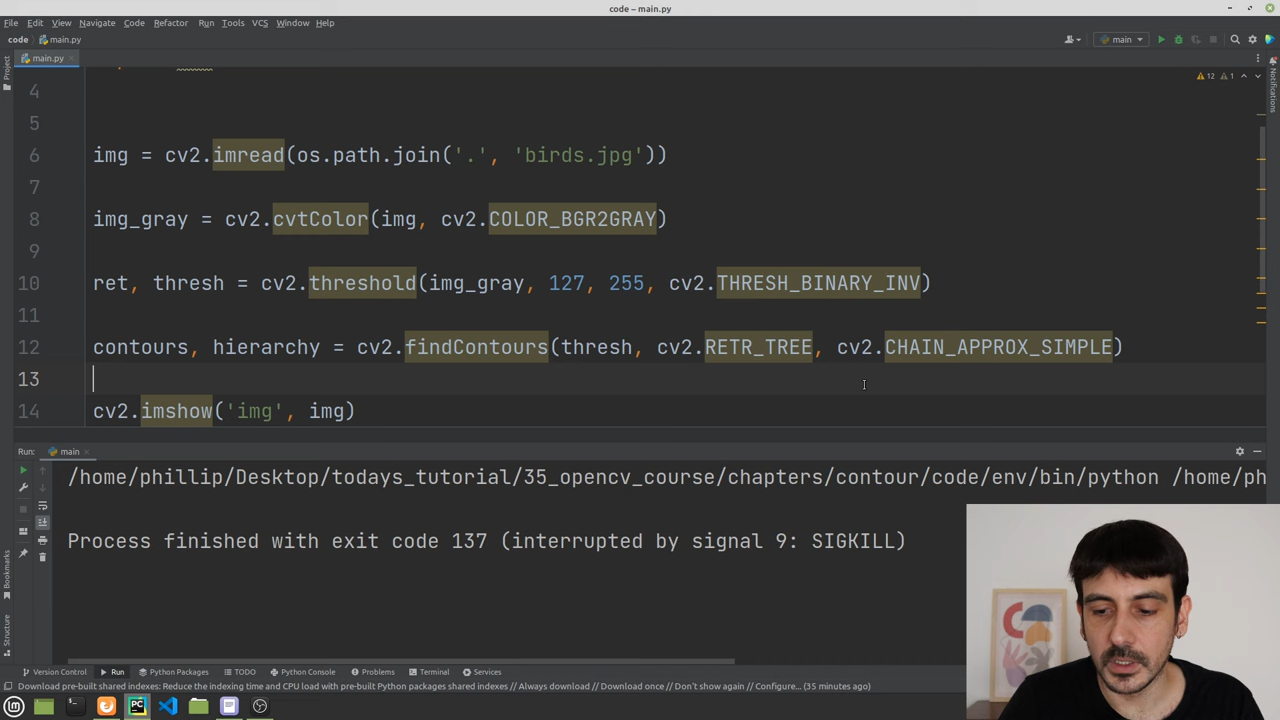 code – main.py
File Edit View Navigate Code Refactor Run Tools VCS Window Help
code main.py main
main.py
Project
Notifications
12 1
4
5
6 img = cv2.imread(os.path.join('.', 'birds.jpg'))
7
8 img_gray = cv2.cvtColor(img, cv2.COLOR_BGR2GRAY)
9
10 ret, thresh = cv2.threshold(img_gray, 127, 255, cv2.THRESH_BINARY_INV)
11
12 contours, hierarchy = cv2.findContours(thresh, cv2.RETR_TREE, cv2.CHAIN_APPROX_SIMPLE)
13
14 cv2.imshow('img', img)
Run: main
/home/phillip/Desktop/todays_tutorial/35_opencv_course/chapters/contour/code/env/bin/python /home/ph
Process finished with exit code 137 (interrupted by signal 9: SIGKILL)
Bookmarks
Structure
Version Control Run Python Packages TODO Python Console Problems Terminal Services
Download pre-built shared indexes: Reduce the indexing time and CPU load with pre-built Python packages shared indexes // Always download // Download once // Don't show again // Configure... (35 minutes ago)
PC